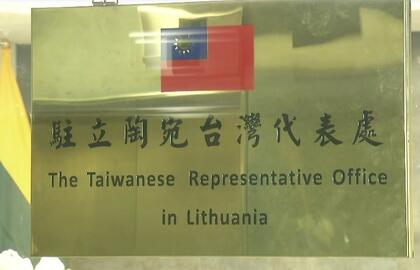 駐立陶宛台灣代表處
The Taiwanese Representative Office
in Lithuania